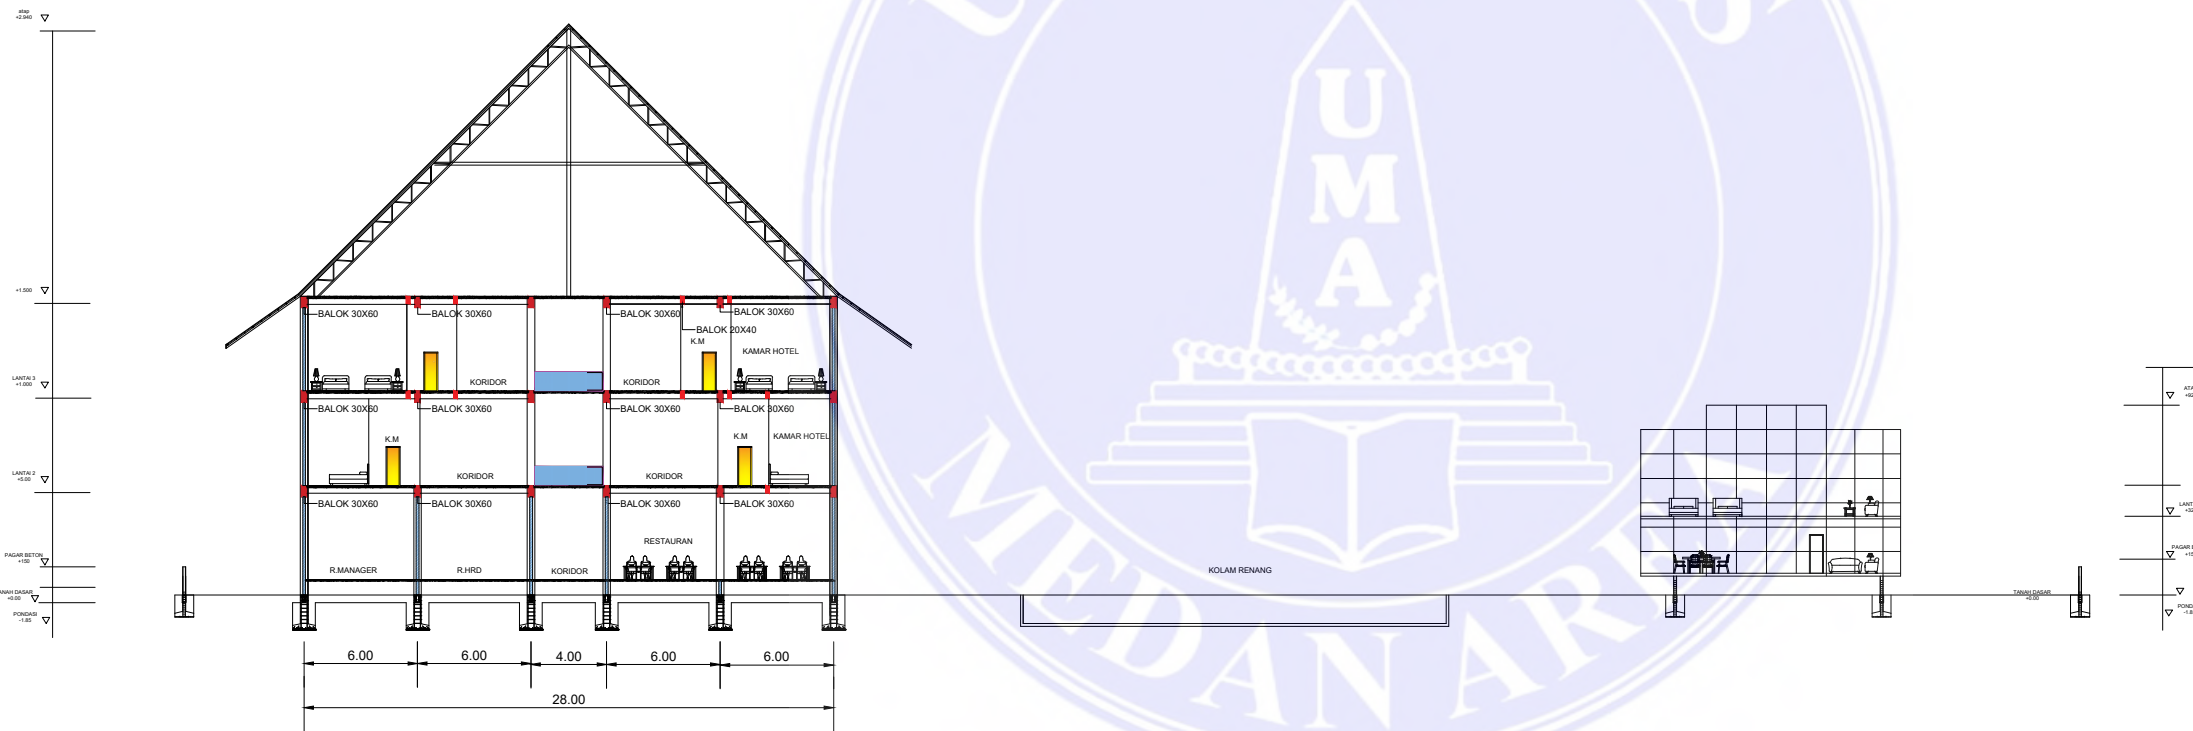 atap
+2.940
+1.500
LANTAI 3
+1.000
LANTAI 2
+5.00
PAGAR BETON
+150
TANAH DASAR
+0.00
PONDASI
-1.85
BALOK 30X60
BALOK 30X60
BALOK 30X60
BALOK 30X60
BALOK 20X40
K.M
KAMAR HOTEL
KORIDOR
KORIDOR
BALOK 30X60
BALOK 30X60
BALOK 30X60
BALOK 30X60
K.M
K.M
KAMAR HOTEL
KORIDOR
KORIDOR
BALOK 30X60
BALOK 30X60
BALOK 30X60
BALOK 30X60
RESTAURAN
R.MANAGER
R.HRD
KORIDOR
6.00
6.00
4.00
6.00
6.00
28.00
KOLAM RENANG
TANAH DASAR
+0.00
UMA
MEDAN AREA